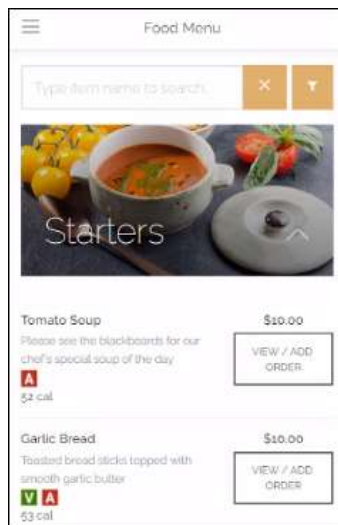 Food Menu
Type item name to search.
Starters
Tomato Soup
$10.00
Please see the blackboards for our
chef's special soup of the day
VIEW / ADD
ORDER
A
52 cal
Garlic Bread
$10.00
Toasted bread sticks topped with
smooth garlic butter
VIEW / ADD
ORDER
V A
53 cal